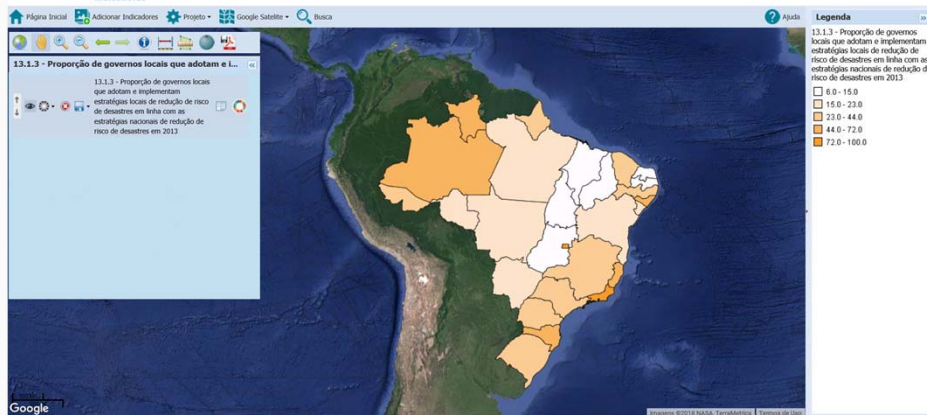 Página Inicial Adicionar Indicadores Projeto Google Satelite Busca Ajuda
13.1.3 - Proporção de governos locais que adotam e i...
13.1.3 - Proporção de governos locais
que adotam e implementam
estratégias locais de redução de risco
de desastres em linha com as
estratégias nacionais de redução de
risco de desastres em 2013
Legenda
13.1.3 - Proporção de governos
locais que adotam e implementam
estratégias locais de redução de
risco de desastres em linha com as
estratégias nacionais de redução d
risco de desastres em 2013
6.0 - 15.0
15.0 - 23.0
23.0 - 44.0
44.0 - 72.0
72.0 - 100.0
Google
Imagens ©2018 NASA, TerraMetrics Termos de Uso